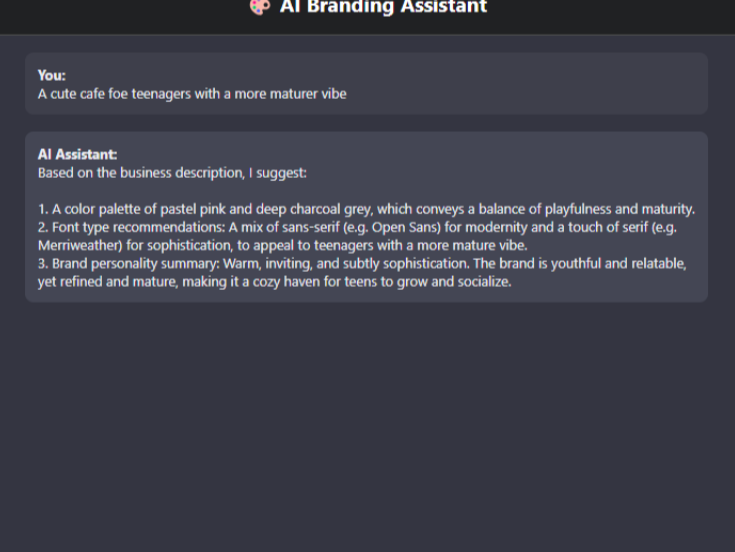 AI Branding Assistant
You:
A cute cafe foe teenagers with a more maturer vibe
AI Assistant:
Based on the business description, I suggest:
1. A color palette of pastel pink and deep charcoal grey, which conveys a balance of playfulness and maturity.
2. Font type recommendations: A mix of sans-serif (e.g. Open Sans) for modernity and a touch of serif (e.g.
Merriweather) for sophistication, to appeal to teenagers with a more mature vibe.
3. Brand personality summary: Warm, inviting, and subtly sophistication. The brand is youthful and relatable,
yet refined and mature, making it a cozy haven for teens to grow and socialize.